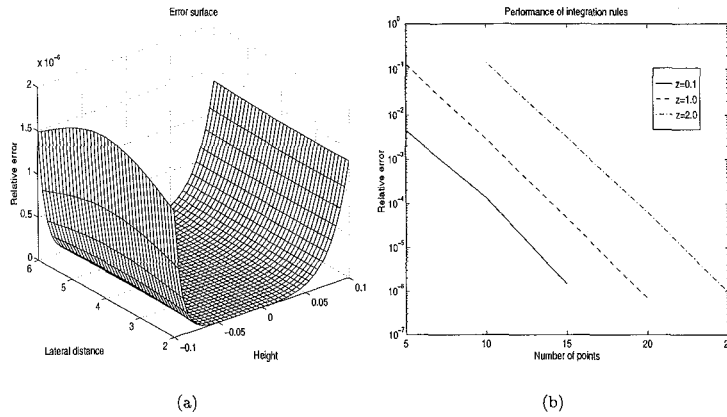 Error surface
x 10⁻⁶
2
1.5
1
0.5
0
Relative error
6
5
4
3
2
Lateral distance
-0.1
-0.05
0
0.05
0.1
Height
(a)
Performance of integration rules
10⁰
10⁻¹
10⁻²
10⁻³
10⁻⁴
10⁻⁵
10⁻⁶
10⁻⁷
Relative error
z=0.1
z=1.0
z=2.0
5
10
15
20
25
Number of points
(b)